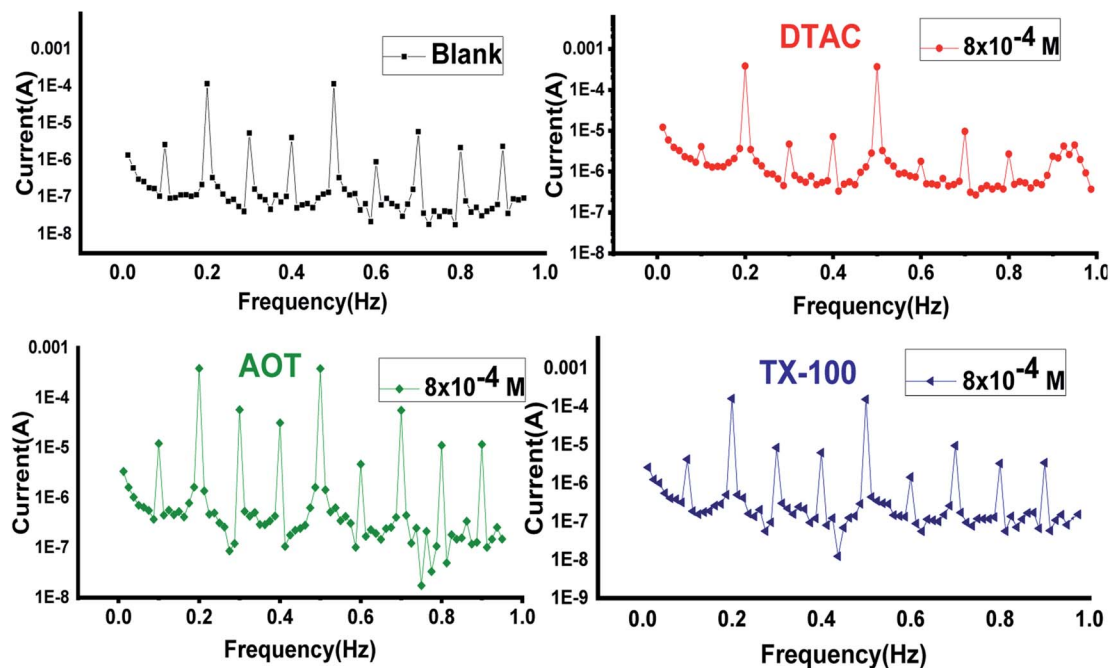 Blank
0.001
1E-4
1E-5
1E-6
1E-7
1E-8
Current(A)
0.0 0.2 0.4 0.6 0.8 1.0
Frequency(Hz)
DTAC
8x10⁻⁴ M
0.001
1E-4
1E-5
1E-6
1E-7
1E-8
Current(A)
0.0 0.2 0.4 0.6 0.8 1.0
Frequency(Hz)
AOT
8x10⁻⁴ M
0.001
1E-4
1E-5
1E-6
1E-7
1E-8
Current(A)
0.0 0.2 0.4 0.6 0.8 1.0
Frequency(Hz)
TX-100
8x10⁻⁴ M
0.001
1E-4
1E-5
1E-6
1E-7
1E-8
1E-9
Current(A)
0.0 0.2 0.4 0.6 0.8 1.0
Frequency(Hz)